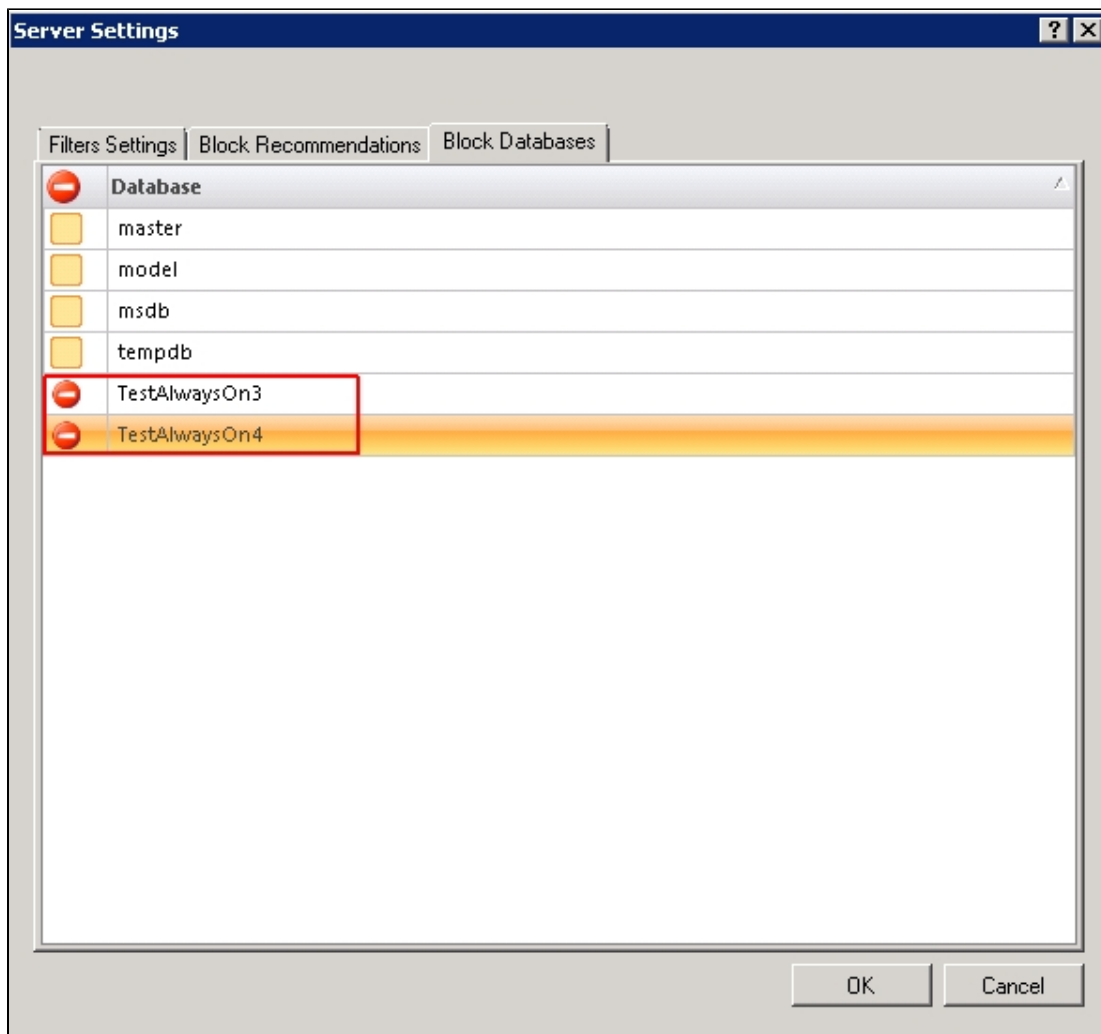 Server Settings
Filters Settings Block Recommendations Block Databases
Database
master
model
msdb
tempdb
TestAlwaysOn3
TestAlwaysOn4
OK Cancel